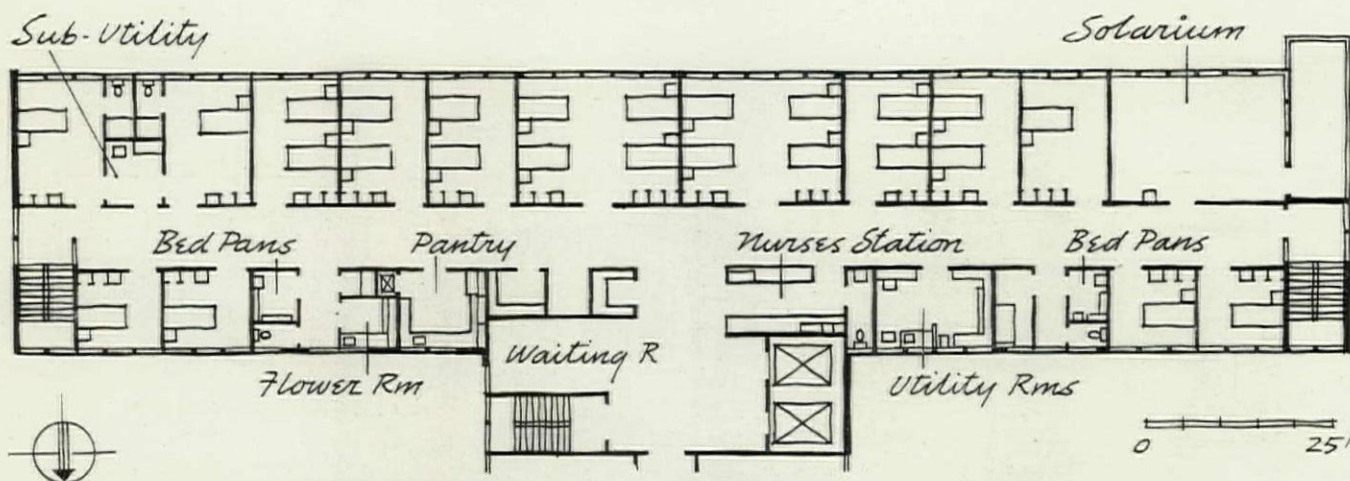 Sub-Utility
Solarium
Bed Pans
Pantry
Nurses Station
Bed Pans
Waiting R
Flower Rm
Utility Rms
0 25'